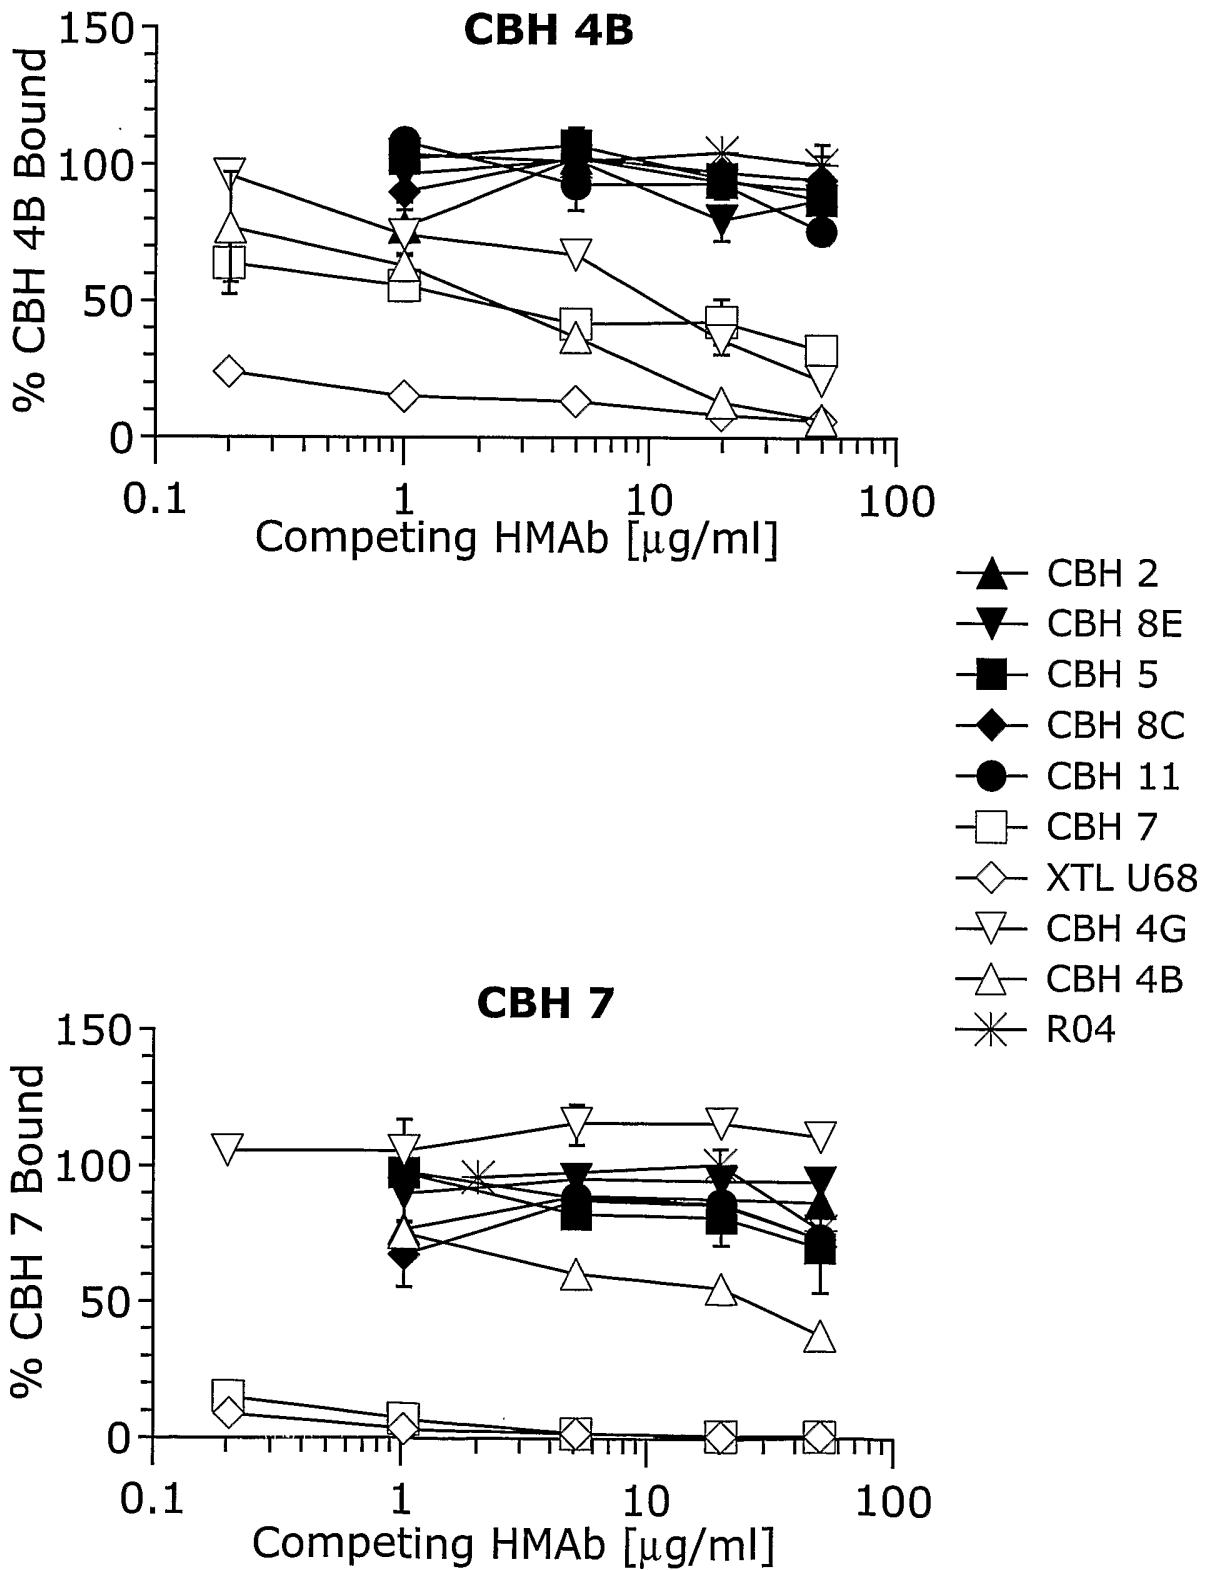 CBH 4B
% CBH 4B Bound
150
100
50
0
0.1 1 10 100
Competing HMAb [μg/ml]
CBH 2
CBH 8E
CBH 5
CBH 8C
CBH 11
CBH 7
XTL U68
CBH 4G
CBH 4B
R04
CBH 7
% CBH 7 Bound
150
100
50
0
0.1 1 10 100
Competing HMAb [μg/ml]